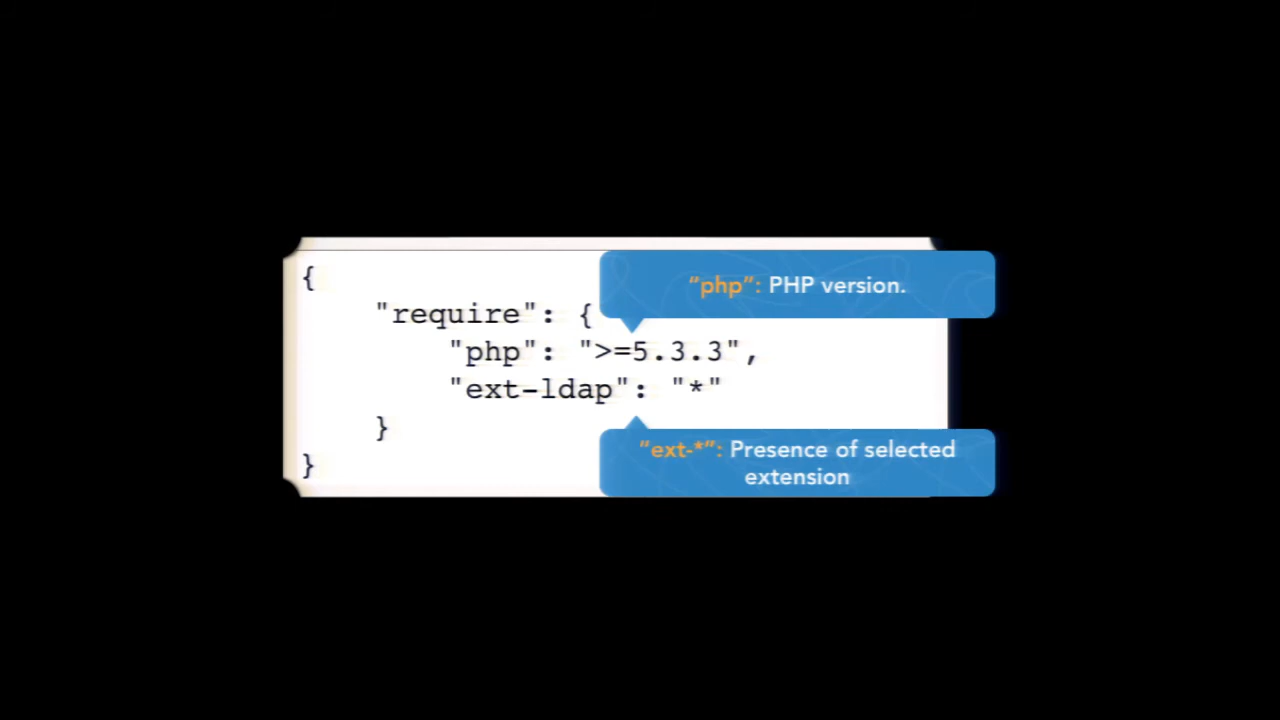 {
"require": {
"php": ">=5.3.3",
"ext-ldap": "*"
}
}
“php”: PHP version.
“ext-*”: Presence of selected
extension